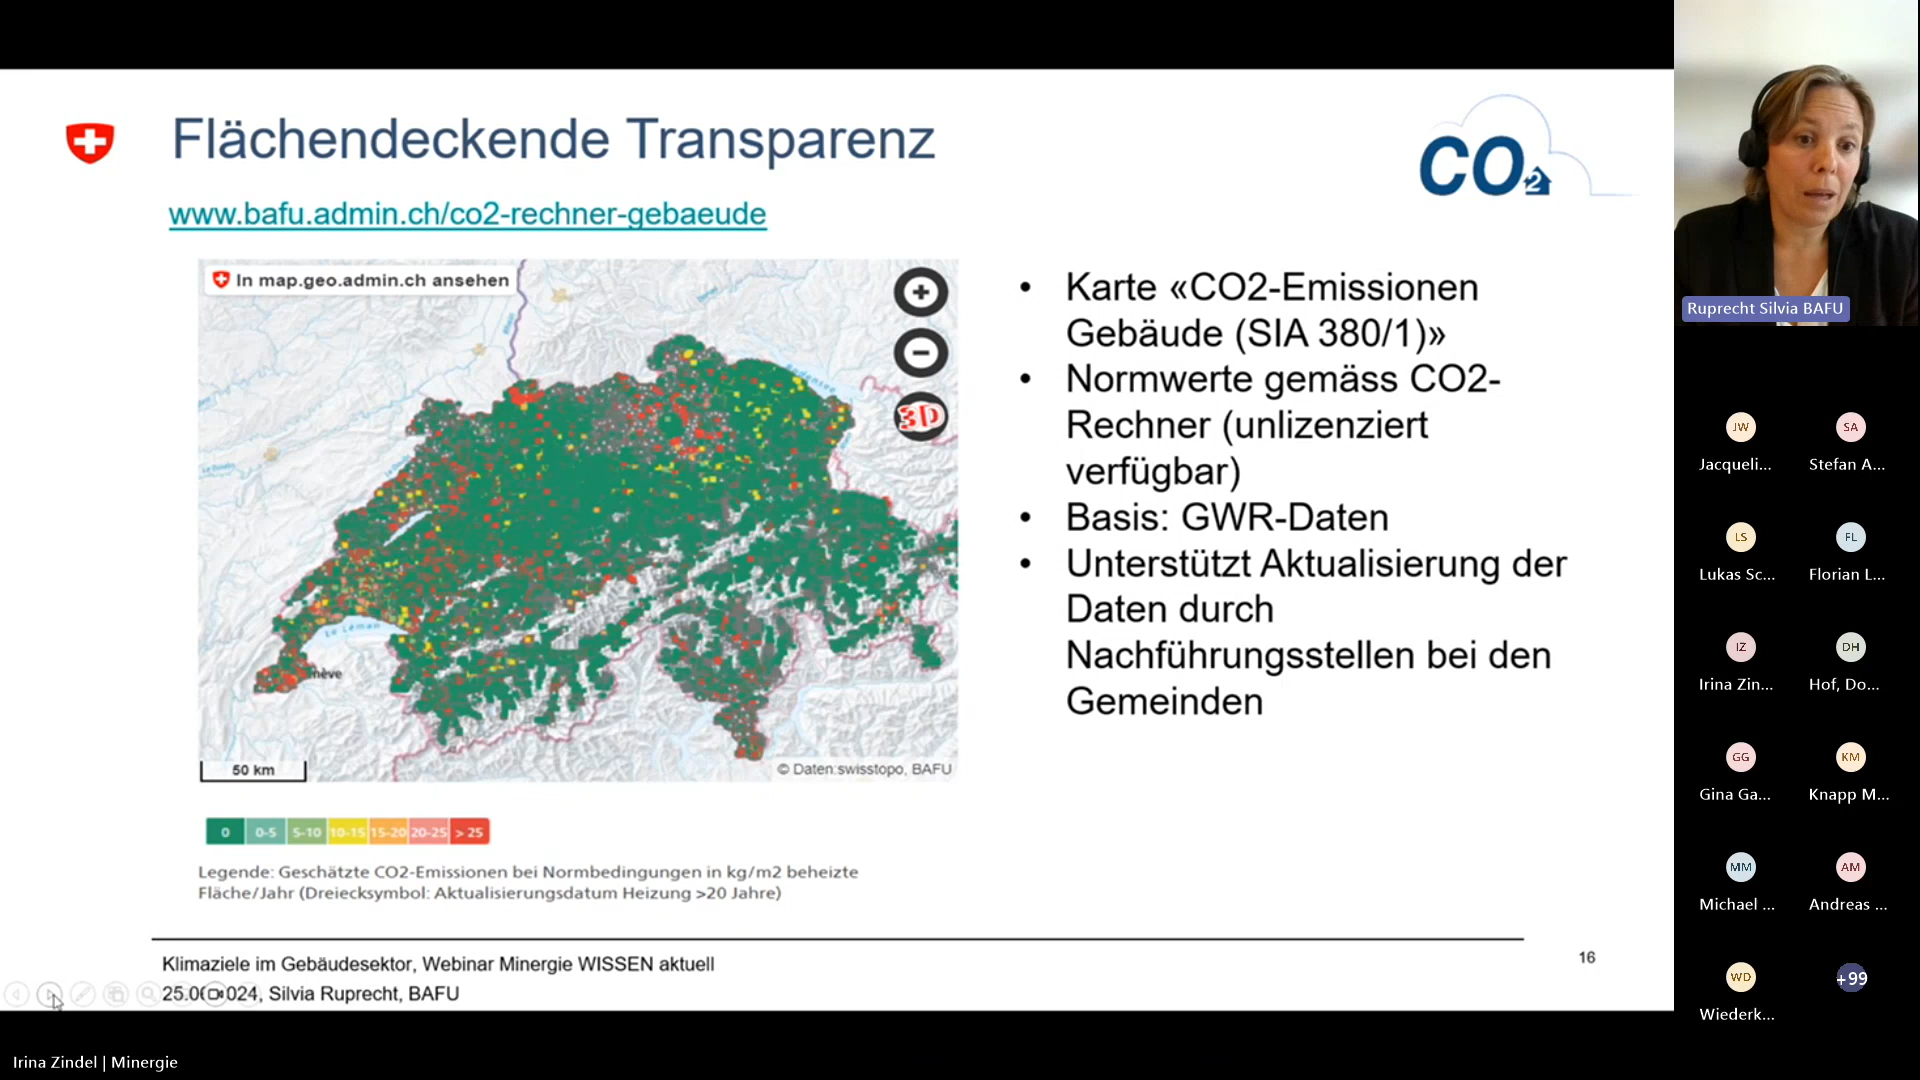 Flächendeckende Transparenz
www.bafu.admin.ch/co2-rechner-gebaeude
CO2
In map.geo.admin.ch ansehen
3D
Bodensee
Le Léman
50 km
© Daten:swisstopo, BAFU
0 0-5 5-10 10-15 15-20 20-25 > 25
Legende: Geschätzte CO2-Emissionen bei Normbedingungen in kg/m2 beheizte
Fläche/Jahr (Dreiecksymbol: Aktualisierungsdatum Heizung >20 Jahre)
• Karte «CO2-Emissionen
Gebäude (SIA 380/1)»
• Normwerte gemäss CO2-
Rechner (unlizenziert
verfügbar)
• Basis: GWR-Daten
• Unterstützt Aktualisierung der
Daten durch
Nachführungsstellen bei den
Gemeinden
Klimaziele im Gebäudesektor, Webinar Minergie WISSEN aktuell
Silvia Ruprecht, BAFU
16
Ruprecht Silvia BAFU
JW
Jacqueli...
SA
Stefan A...
LS
Lukas Sc...
FL
Florian L...
IZ
Irina Zin...
DH
Hof, Do...
GG
Gina Ga...
KM
Knapp M...
MM
Michael ...
AM
Andreas ...
WD
Wiederk...
+99
Irina Zindel | Minergie